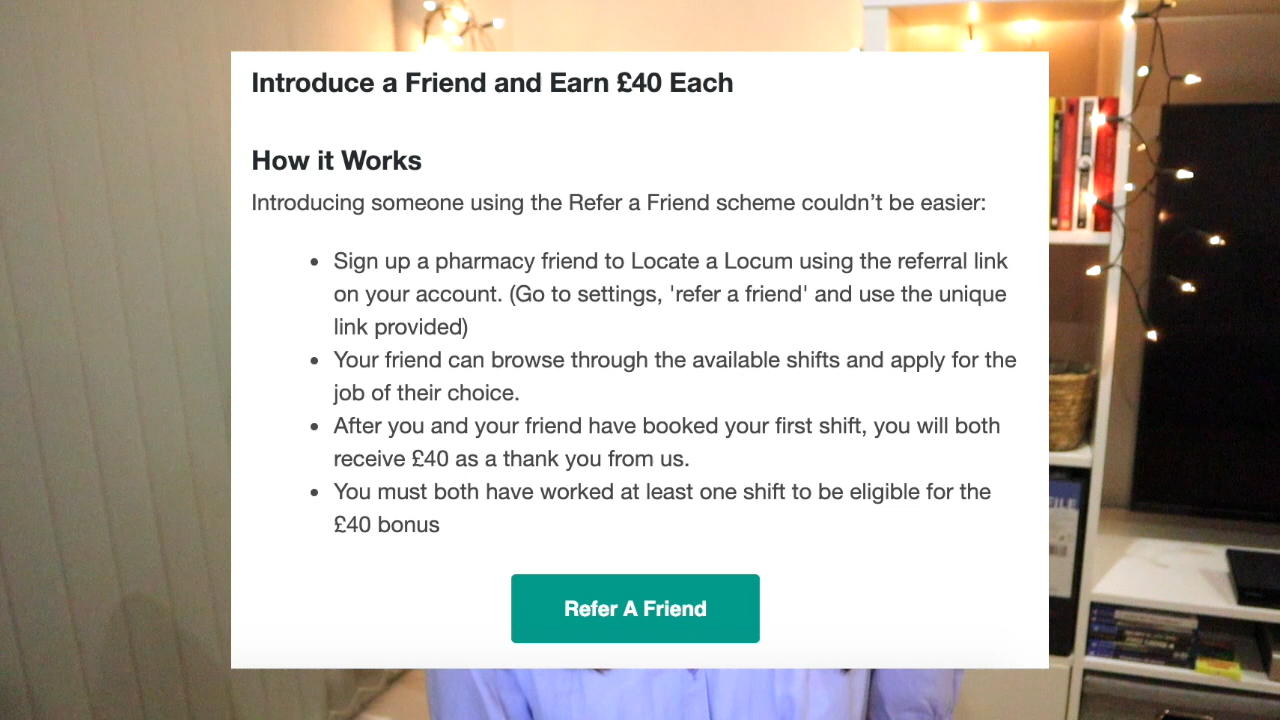 Introduce a Friend and Earn £40 Each
How it Works
Introducing someone using the Refer a Friend scheme couldn’t be easier:
• Sign up a pharmacy friend to Locate a Locum using the referral link
on your account. (Go to settings, 'refer a friend' and use the unique
link provided)
• Your friend can browse through the available shifts and apply for the
job of their choice.
• After you and your friend have booked your first shift, you will both
receive £40 as a thank you from us.
• You must both have worked at least one shift to be eligible for the
£40 bonus
Refer A Friend